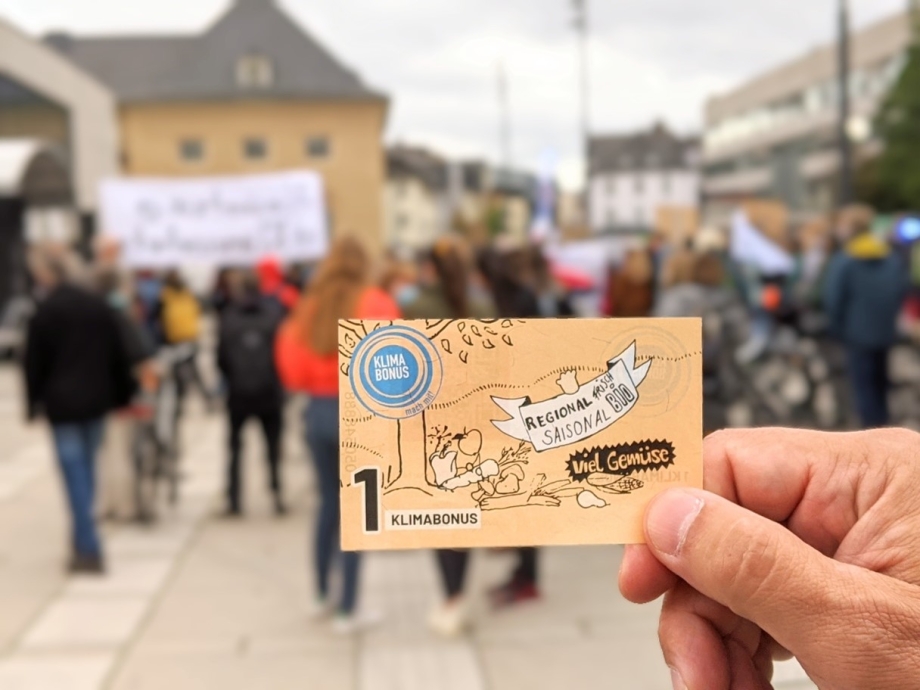 KLIMA
BONUS
mach mit!
REGIONAL FRISCH
SAISONAL BIO
Viel Gemüse
1
KLIMABONUS